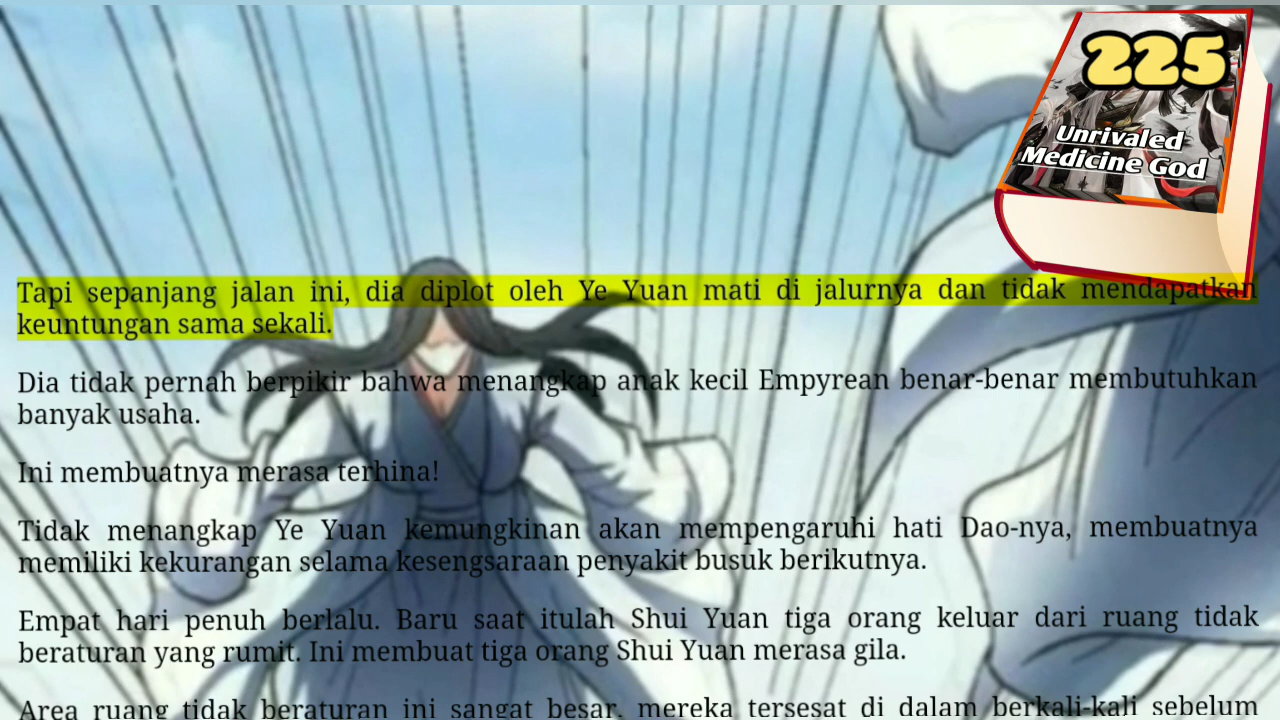 225
Unrivaled
Medicine God
Tapi sepanjang jalan ini, dia diplot oleh Ye Yuan mati di jalurnya dan tidak mendapatkan
keuntungan sama sekali.
Dia tidak pernah berpikir bahwa menangkap anak kecil Empyrean benar-benar membutuhkan
banyak usaha.
Ini membuatnya merasa terhina!
Tidak menangkap Ye Yuan kemungkinan akan mempengaruhi hati Dao-nya, membuatnya
memiliki kekurangan selama kesengsaraan penyakit busuk berikutnya.
Empat hari penuh berlalu. Baru saat itulah Shui Yuan tiga orang keluar dari ruang tidak
beraturan yang rumit. Ini membuat tiga orang Shui Yuan merasa gila.
Area ruang tidak beraturan ini sangat besar, mereka tersesat di dalam berkali-kali sebelum